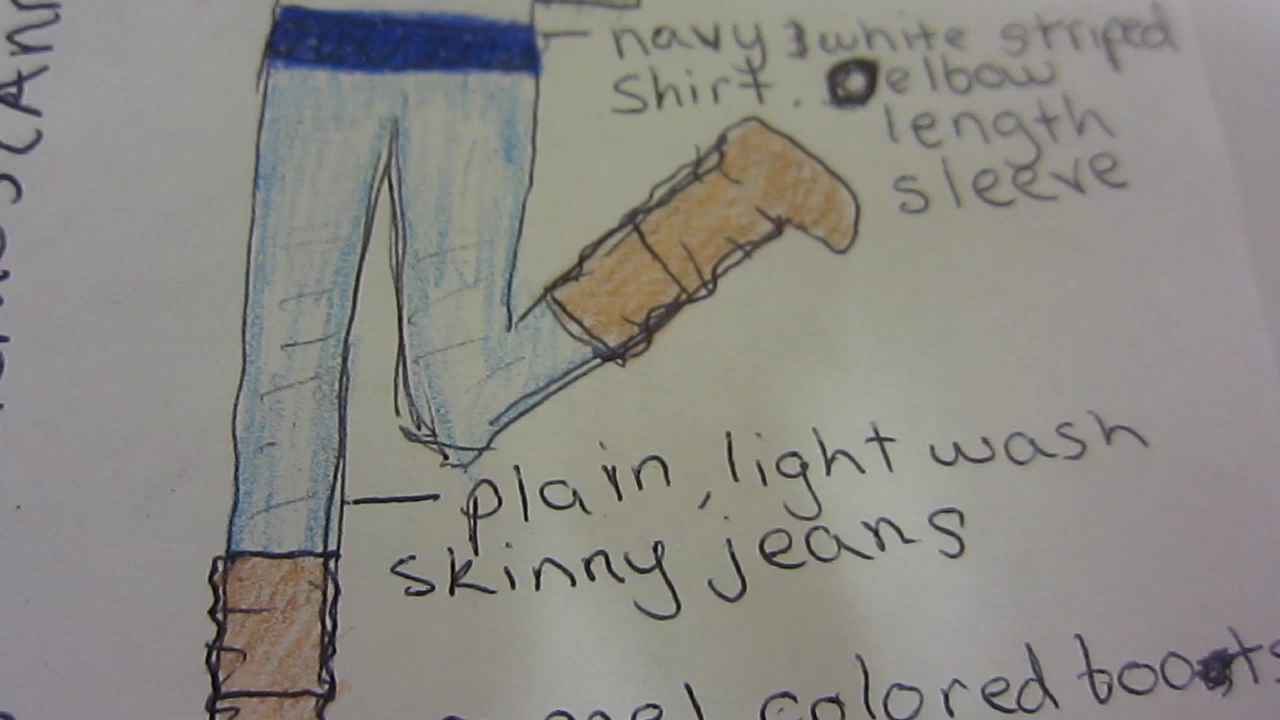 navy & white striped
shirt. elbow
length
sleeve
plain, light wash
skinny jeans
colored boots